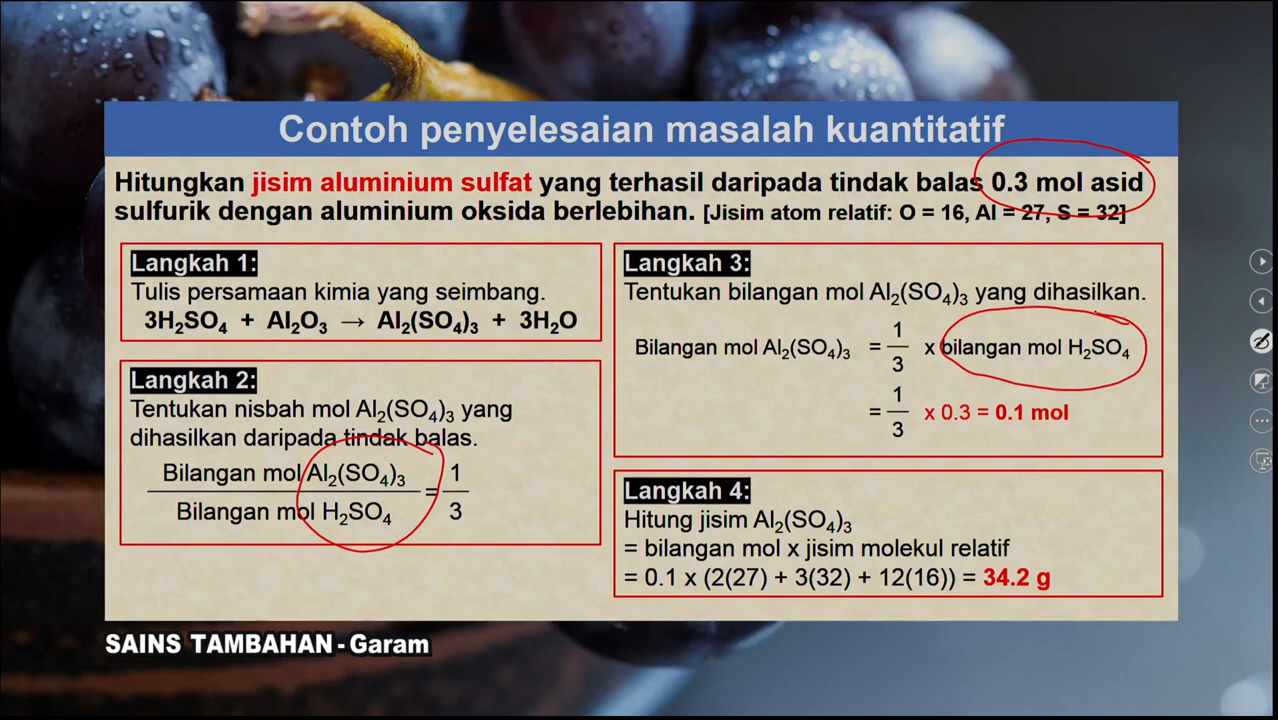 Contoh penyelesaian masalah kuantitatif
Hitungkan jisim aluminium sulfat yang terhasil daripada tindak balas 0.3 mol asid
sulfurik dengan aluminium oksida berlebihan. [Jisim atom relatif: O = 16, Al = 27, S = 32]
Langkah 1:
Tulis persamaan kimia yang seimbang.
3H₂SO₄ + Al₂O₃ → Al₂(SO₄)₃ + 3H₂O
Langkah 2:
Tentukan nisbah mol Al₂(SO₄)₃ yang
dihasilkan daripada tindak balas.
Bilangan mol Al₂(SO₄)₃ = 1
Bilangan mol H₂SO₄ 3
Langkah 3:
Tentukan bilangan mol Al₂(SO₄)₃ yang dihasilkan.
Bilangan mol Al₂(SO₄)₃ = 1/3 x bilangan mol H₂SO₄
= 1/3 x 0.3 = 0.1 mol
Langkah 4:
Hitung jisim Al₂(SO₄)₃
= bilangan mol x jisim molekul relatif
= 0.1 x (2(27) + 3(32) + 12(16)) = 34.2 g
SAINS TAMBAHAN - Garam